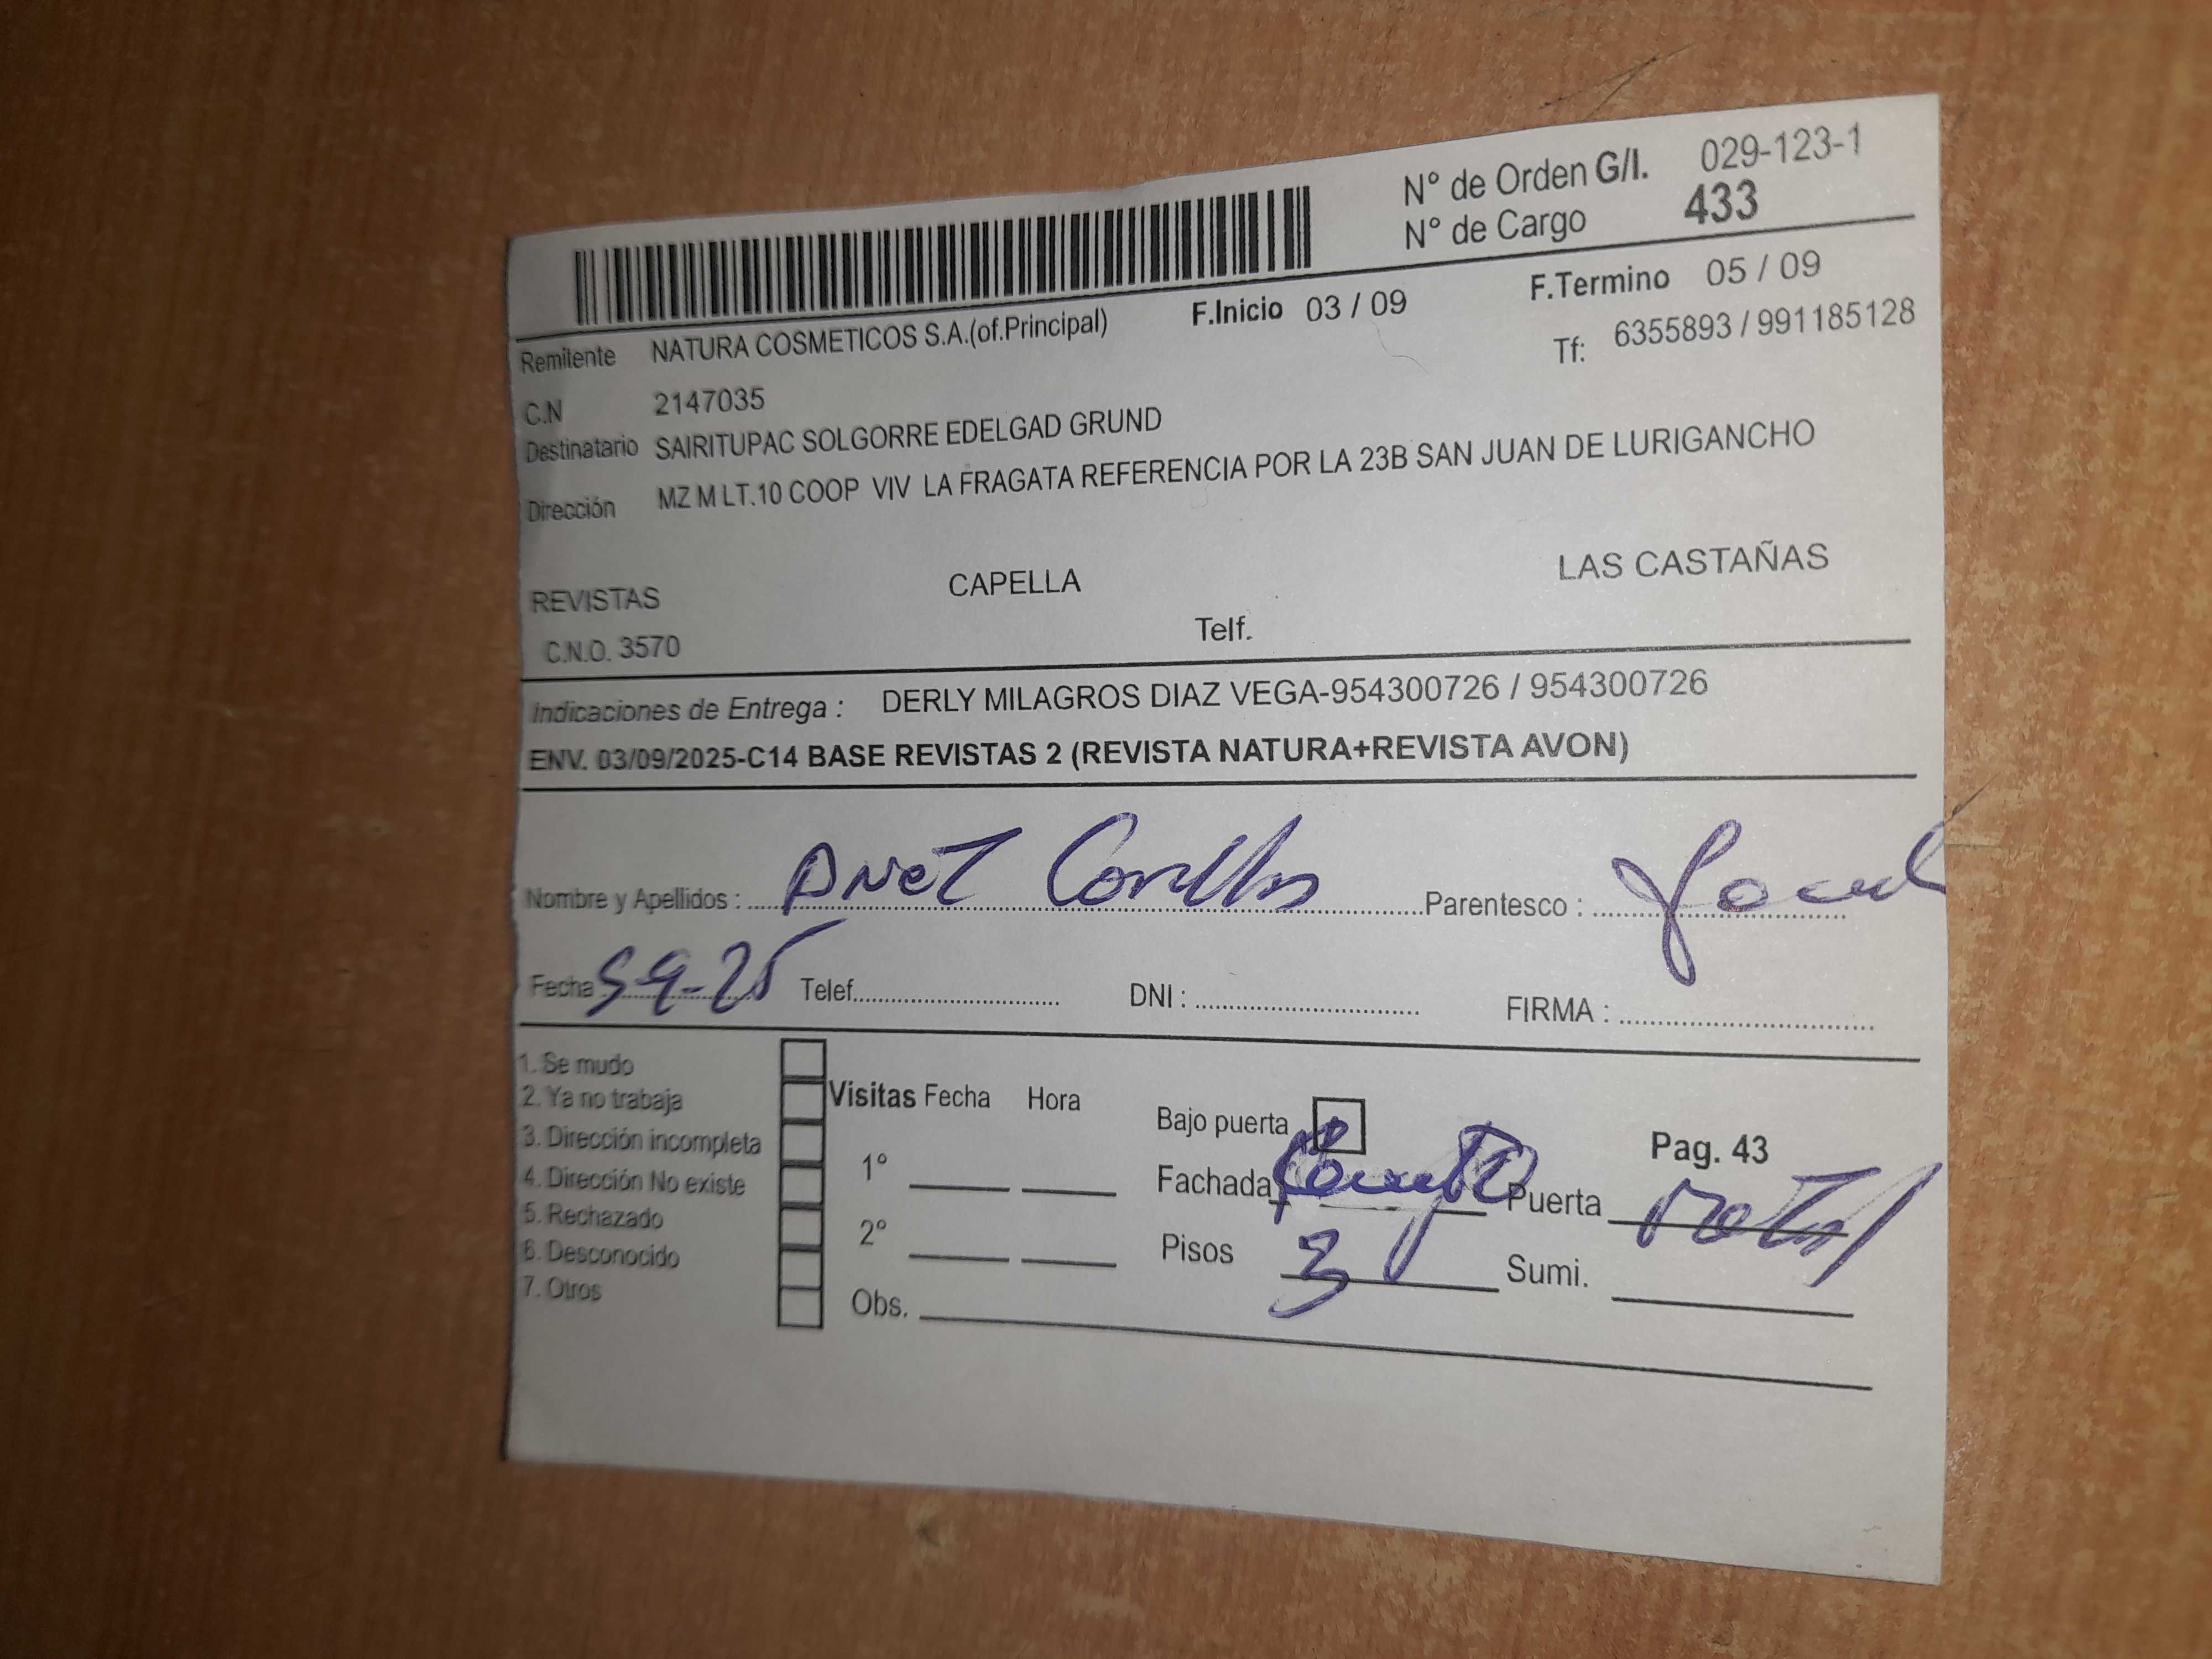 N° de Orden G/I. 029-123-1
N° de Cargo 433
F.Inicio 03 / 09 F.Termino 05 / 09
Remitente NATURA COSMETICOS S.A.(of.Principal) Tf: 6355893 / 991185128
C.N 2147035
Destinatario SAIRITUPAC SOLGORRE EDELGAD GRUND
Dirección MZ M LT.10 COOP VIV LA FRAGATA REFERENCIA POR LA 23B SAN JUAN DE LURIGANCHO
REVISTAS CAPELLA LAS CASTAÑAS
C.N.O. 3570 Telf.
Indicaciones de Entrega : DERLY MILAGROS DIAZ VEGA-954300726 / 954300726
ENV. 03/09/2025-C14 BASE REVISTAS 2 (REVISTA NATURA+REVISTA AVON)
Nombre y Apellidos : Parentesco :
Fecha 5-9-25 Telef. DNI : FIRMA :
1. Se mudo
2. Ya no trabaja Visitas Fecha Hora Bajo puerta Pag. 43
3. Dirección incompleta
4. Dirección No existe 1° Fachada Puerta
5. Rechazado
6. Desconocido 2° Pisos 3 Sumi.
7. Otros Obs.